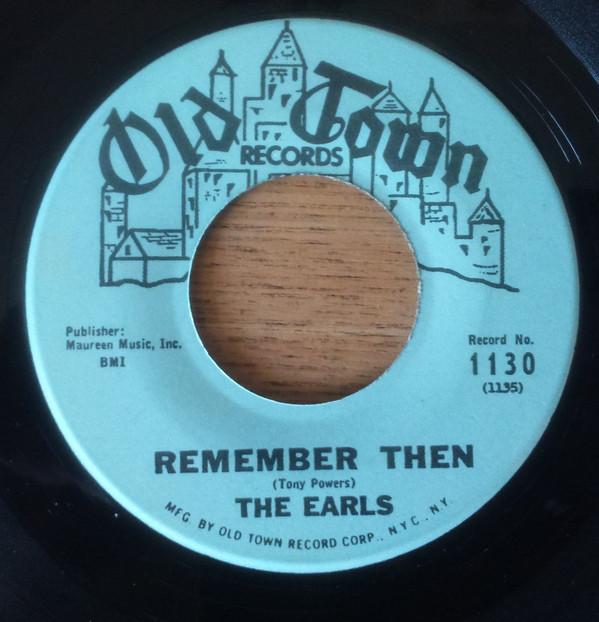 Old Town
RECORDS
Publisher:
Maureen Music, Inc.
BMI
Record No.
1130
(1135)
REMEMBER THEN
(Tony Powers)
THE EARLS
MFG. BY OLD TOWN RECORD CORP., N.Y.C., N.Y.